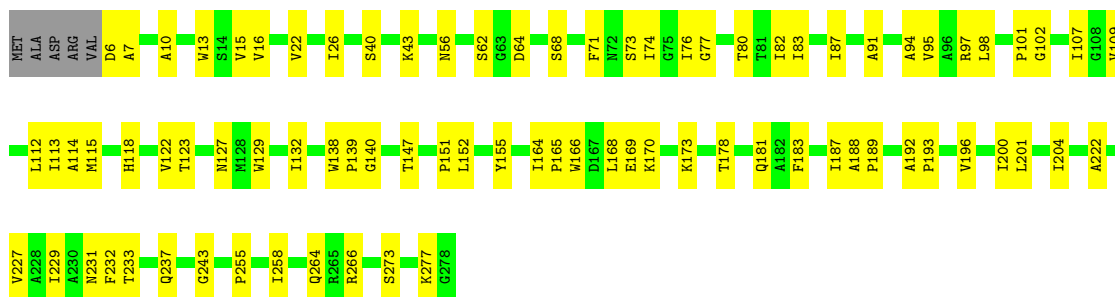 MET ALA ASP ARG VAL D6 A7 A10 W13 S14 V15 V16 V22 I26 S40 K43 N56 S62 G63 D64 S68 F71 N72 S73 I74 G75 I76 G77 T80 T81 I82 I83 I87 A91 A94 V95 A96 R97 L98 P101 G102 I107 G108 V109
L112 I113 A114 M115 H118 V122 T123 N127 M128 W129 I132 W138 P139 G140 T147 P151 L152 Y155 I164 P165 W166 D167 L168 E169 K170 K173 T178 Q181 A182 F183 I187 A188 P189 A192 P193 V196 I200 L201 I204 A222
V227 A228 I229 A230 N231 F232 T233 Q237 G243 P255 I258 Q264 R265 R266 S273 K277 G278